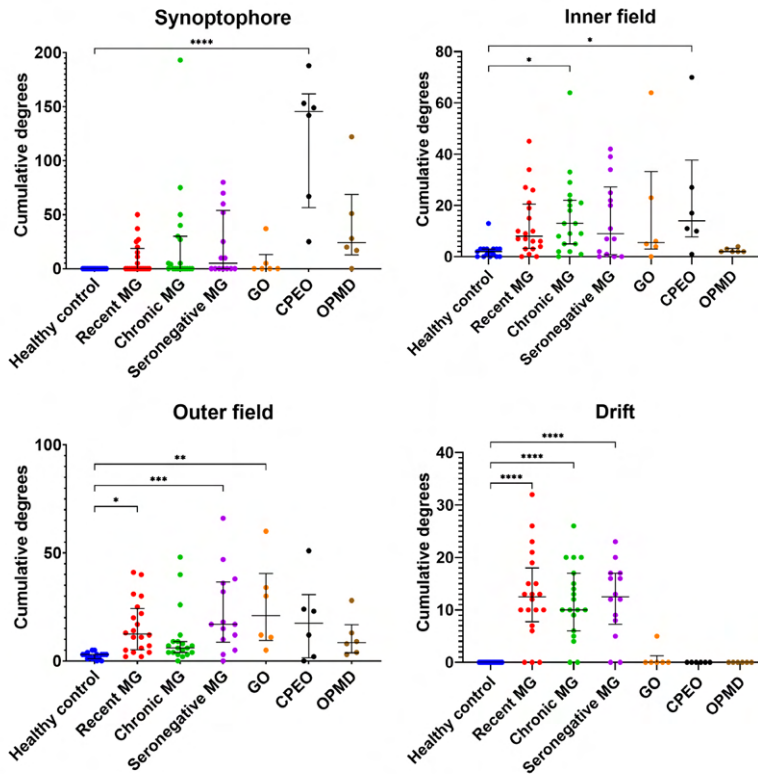 Synoptophore
Cumulative degrees
200
150
100
50
0
****
Healthy control
Recent MG
Chronic MG
Seronegative MG
GO
CPEO
OPMD
Inner field
Cumulative degrees
80
60
40
20
0
*
*
Healthy control
Recent MG
Chronic MG
Seronegative MG
GO
CPEO
OPMD
Outer field
Cumulative degrees
100
50
0
**
***
*
Healthy control
Recent MG
Chronic MG
Seronegative MG
GO
CPEO
OPMD
Drift
Cumulative degrees
40
30
20
10
0
****
****
****
Healthy control
Recent MG
Chronic MG
Seronegative MG
GO
CPEO
OPMD